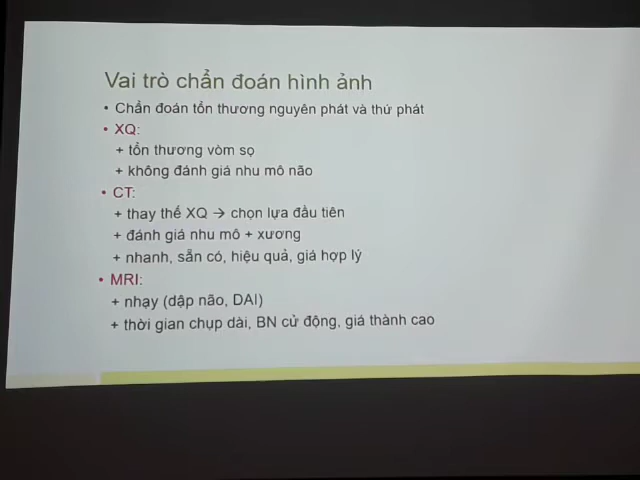 Vai trò chẩn đoán hình ảnh
• Chẩn đoán tổn thương nguyên phát và thứ phát
• XQ:
+ tổn thương vòm sọ
+ không đánh giá nhu mô não
• CT:
+ thay thế XQ → chọn lựa đầu tiên
+ đánh giá nhu mô + xương
+ nhanh, sẵn có, hiệu quả, giá hợp lý
• MRI:
+ nhạy (dập não, DAI)
+ thời gian chụp dài, BN cử động, giá thành cao